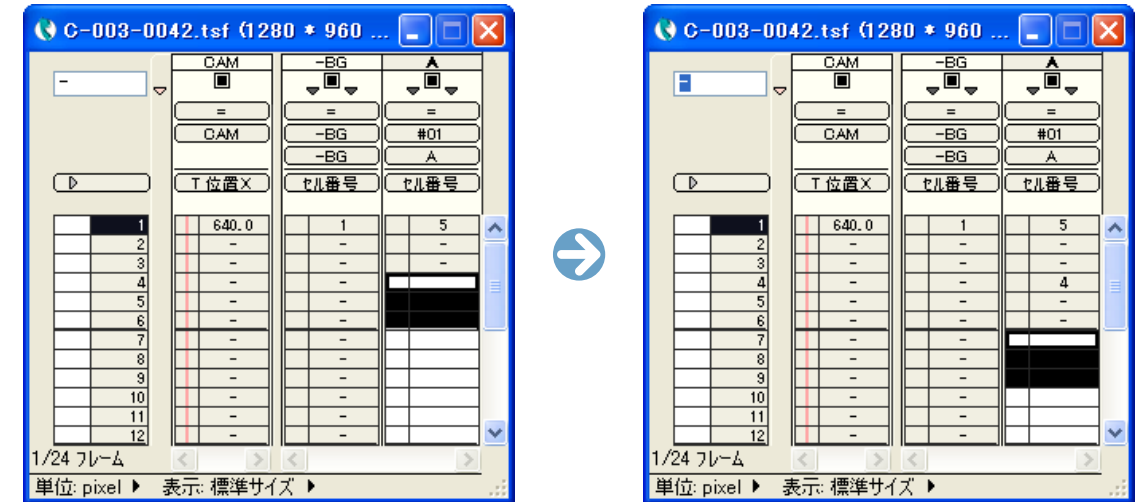 C-003-0042.tsf (1280 * 960 ...
CAM -BG A
-
= = =
CAM -BG #01
-BG A
T 位置X セル番号 セル番号
1 640.0 1 5
2 - - -
3 - - -
4 - -
5 - -
6 - -
7 - -
8 - -
9 - -
10 - -
11 - -
12 - -
1/24 フレーム
単位: pixel 表示: 標準サイズ
C-003-0042.tsf (1280 * 960 ...
CAM -BG A
-
= = =
CAM -BG #01
-BG A
T 位置X セル番号 セル番号
1 640.0 1 5
2 - - -
3 - - -
4 - - 4
5 - - -
6 - - -
7 - -
8 - -
9 - -
10 - -
11 - -
12 - -
1/24 フレーム
単位: pixel 表示: 標準サイズ